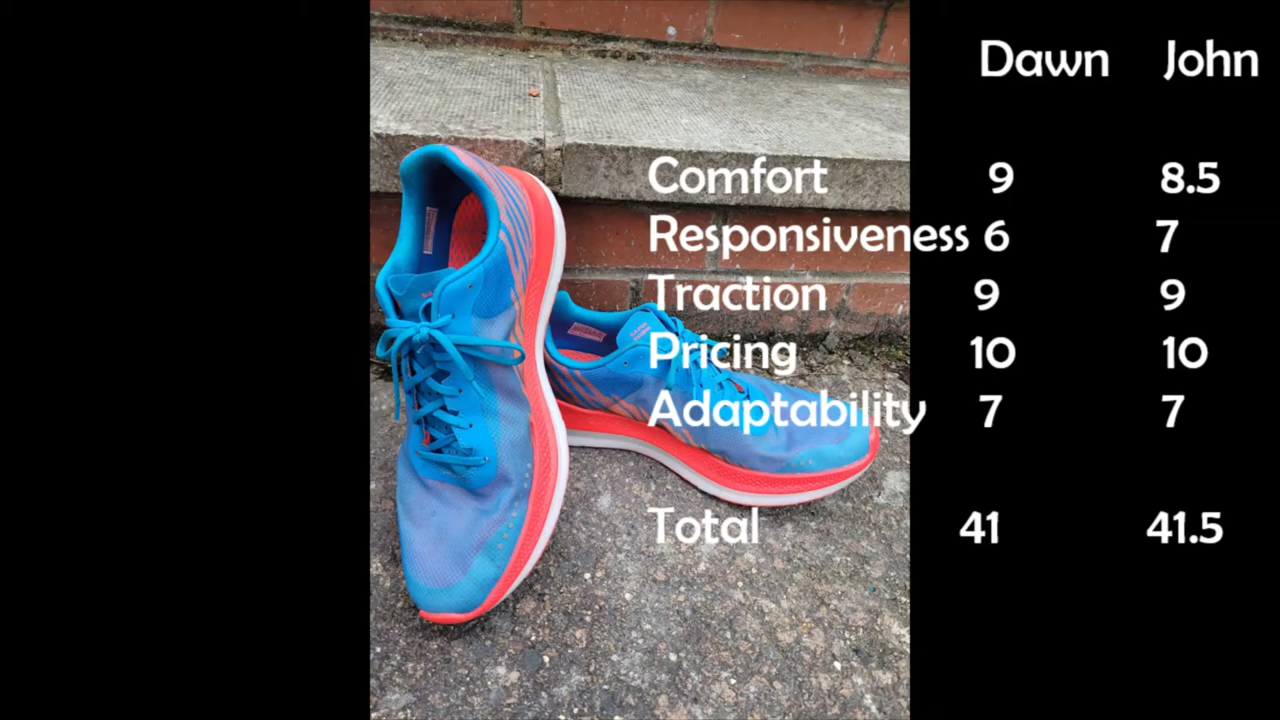 Dawn John
Comfort 9 8.5
Responsiveness 6 7
Traction 9 9
Pricing 10 10
Adaptability 7 7
Total 41 41.5